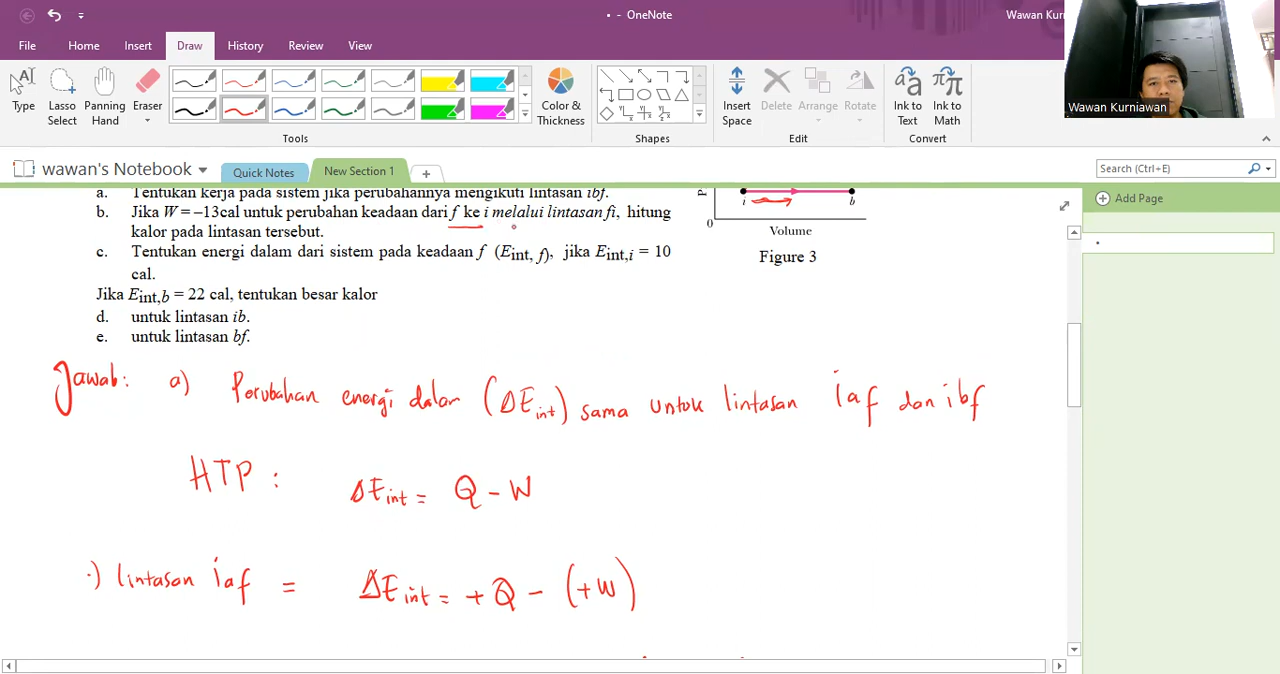 - OneNote
Wawan Kur
File Home Insert Draw History Review View
Type
Lasso Select
Panning Hand
Eraser
Color & Thickness
Insert Space
Delete
Arrange
Rotate
Ink to Text
Ink to Math
Tools
Shapes
Edit
Convert
Wawan Kurniawan
wawan's Notebook
Quick Notes
New Section 1
Search (Ctrl+E)
Add Page
a. Tentukan kerja pada sistem jika perubahannya mengikuti lintasan ibf.
b. Jika W = –13cal untuk perubahan keadaan dari f ke i melalui lintasan fi, hitung
kalor pada lintasan tersebut.
c. Tentukan energi dalam dari sistem pada keadaan f (Eint, f), jika Eint,i = 10
cal.
Jika Eint,b = 22 cal, tentukan besar kalor
d. untuk lintasan ib.
e. untuk lintasan bf.
P
i b
0
Volume
Figure 3
Jawab: a) Perubahan energi dalam (ΔEint) sama untuk lintasan iaf dan ibf
HTP : ΔEint = Q - W
·) lintasan iaf = ΔEint = +Q - (+W)